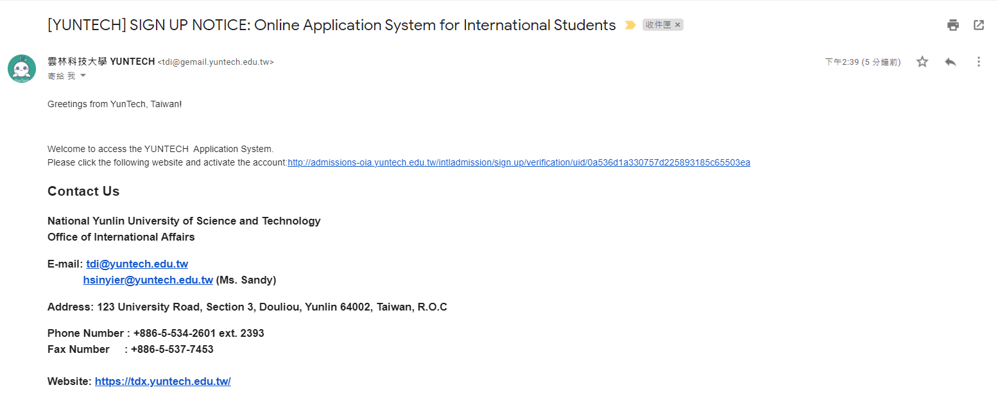 [YUNTECH] SIGN UP NOTICE: Online Application System for International Students 收件匣 ×
雲林科技大學 YUNTECH <tdi@gemail.yuntech.edu.tw> 下午2:39 (5 分鐘前)
寄給 我
Greetings from YunTech, Taiwan!
Welcome to access the YUNTECH  Application System.
Please click the following website and activate the account:http://admissions-oia.yuntech.edu.tw/intladmission/sign.up/verification/uid/0a536d1a330757d225893185c65503ea
Contact Us
National Yunlin University of Science and Technology
Office of International Affairs
E-mail: tdi@yuntech.edu.tw
hsinyier@yuntech.edu.tw (Ms. Sandy)
Address: 123 University Road, Section 3, Douliou, Yunlin 64002, Taiwan, R.O.C
Phone Number : +886-5-534-2601 ext. 2393
Fax Number : +886-5-537-7453
Website: https://tdx.yuntech.edu.tw/